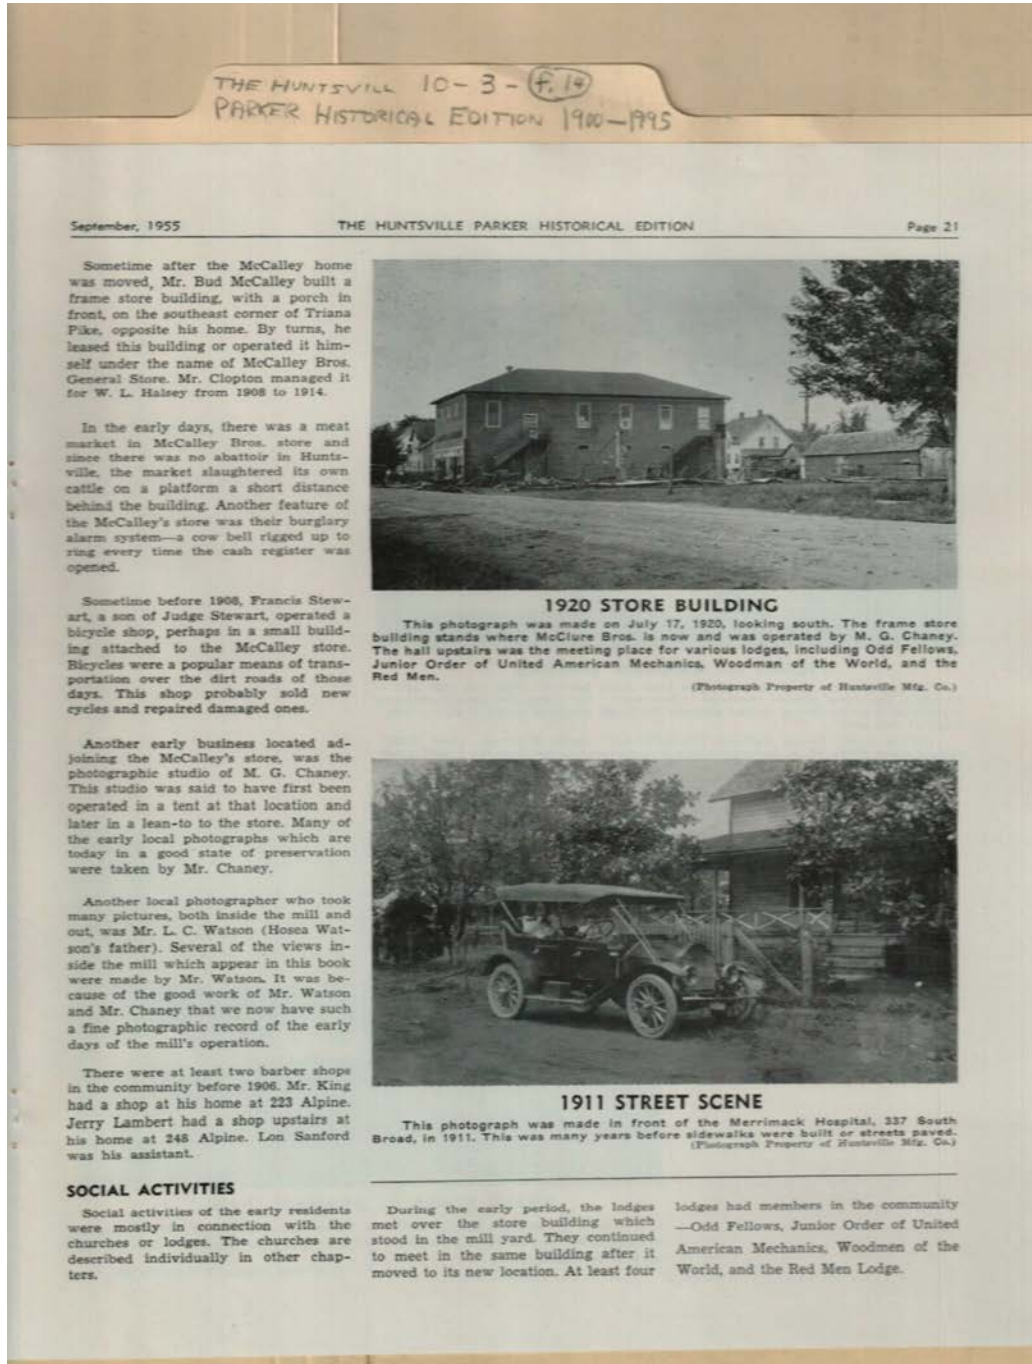 THE HUNTSVILL 10-3-f.14
PARKER HISTORICAL EDITION 1900-1995
September, 1955 THE HUNTSVILLE PARKER HISTORICAL EDITION Page 21
Sometime after the McCalley home
was moved, Mr. Bud McCalley built a
frame store building, with a porch in
front, on the southeast corner of Triana
Pike, opposite his home. By turns, he
leased this building or operated it him-
self under the name of McCalley Bros.
General Store. Mr. Clopton managed it
for W. L. Halsey from 1908 to 1914.
In the early days, there was a meat
market in McCalley Bros. store and
since there was no abattoir in Hunts-
ville, the market slaughtered its own
cattle on a platform a short distance
behind the building. Another feature of
the McCalley's store was their burglary
alarm system—a cow bell rigged up to
ring every time the cash register was
opened.
Sometime before 1908, Francis Stew-
art, a son of Judge Stewart, operated a
bicycle shop, perhaps in a small build-
ing attached to the McCalley store.
Bicycles were a popular means of trans-
portation over the dirt roads of those
days. This shop probably sold new
cycles and repaired damaged ones.
Another early business located ad-
joining the McCalley's store, was the
photographic studio of M. G. Chaney.
This studio was said to have first been
operated in a tent at that location and
later in a lean-to to the store. Many of
the early local photographs which are
today in a good state of preservation
were taken by Mr. Chaney.
Another local photographer who took
many pictures, both inside the mill and
out, was Mr. L. C. Watson (Hosea Wat-
son's father). Several of the views in-
side the mill which appear in this book
were made by Mr. Watson. It was be-
cause of the good work of Mr. Watson
and Mr. Chaney that we now have such
a fine photographic record of the early
days of the mill's operation.
There were at least two barber shops
in the community before 1906. Mr. King
had a shop at his home at 223 Alpine.
Jerry Lambert had a shop upstairs at
his home at 248 Alpine. Lon Sanford
was his assistant.
SOCIAL ACTIVITIES
Social activities of the early residents
were mostly in connection with the
churches or lodges. The churches are
described individually in other chap-
ters.
1920 STORE BUILDING
This photograph was made on July 17, 1920, looking south. The frame store
building stands where McClure Bros. is now and was operated by M. G. Chaney.
The hall upstairs was the meeting place for various lodges, including Odd Fellows,
Junior Order of United American Mechanics, Woodman of the World, and the
Red Men.
(Photograph Property of Huntsville Mfg. Co.)
1911 STREET SCENE
This photograph was made in front of the Merrimack Hospital, 337 South
Broad, in 1911. This was many years before sidewalks were built or streets paved.
(Photograph Property of Huntsville Mfg. Co.)
During the early period, the lodges
met over the store building which
stood in the mill yard. They continued
to meet in the same building after it
moved to its new location. At least four
lodges had members in the community
—Odd Fellows, Junior Order of United
American Mechanics, Woodmen of the
World, and the Red Men Lodge.